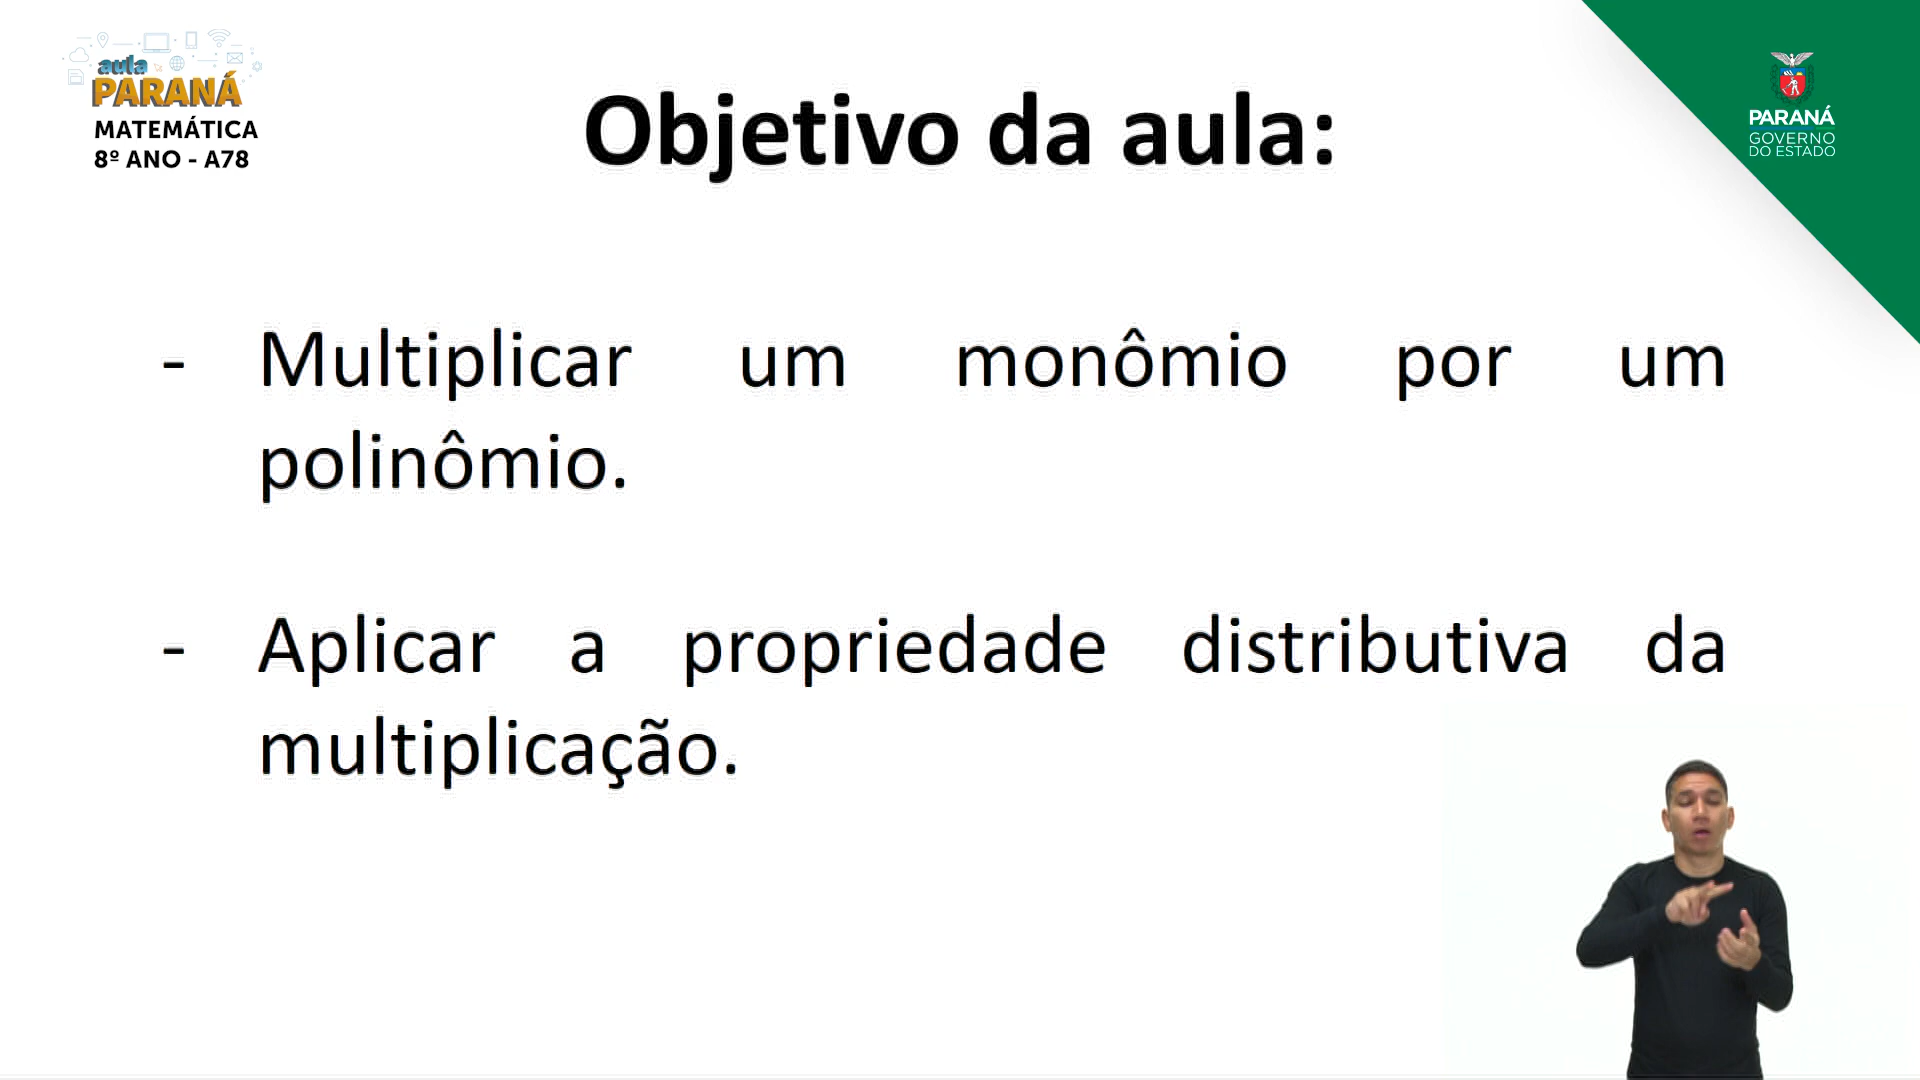 aula
PARANÁ
MATEMÁTICA
8º ANO - A78
Objetivo da aula:
PARANÁ
GOVERNO
DO ESTADO
- Multiplicar um monômio por um
polinômio.
- Aplicar a propriedade distributiva da
multiplicação.